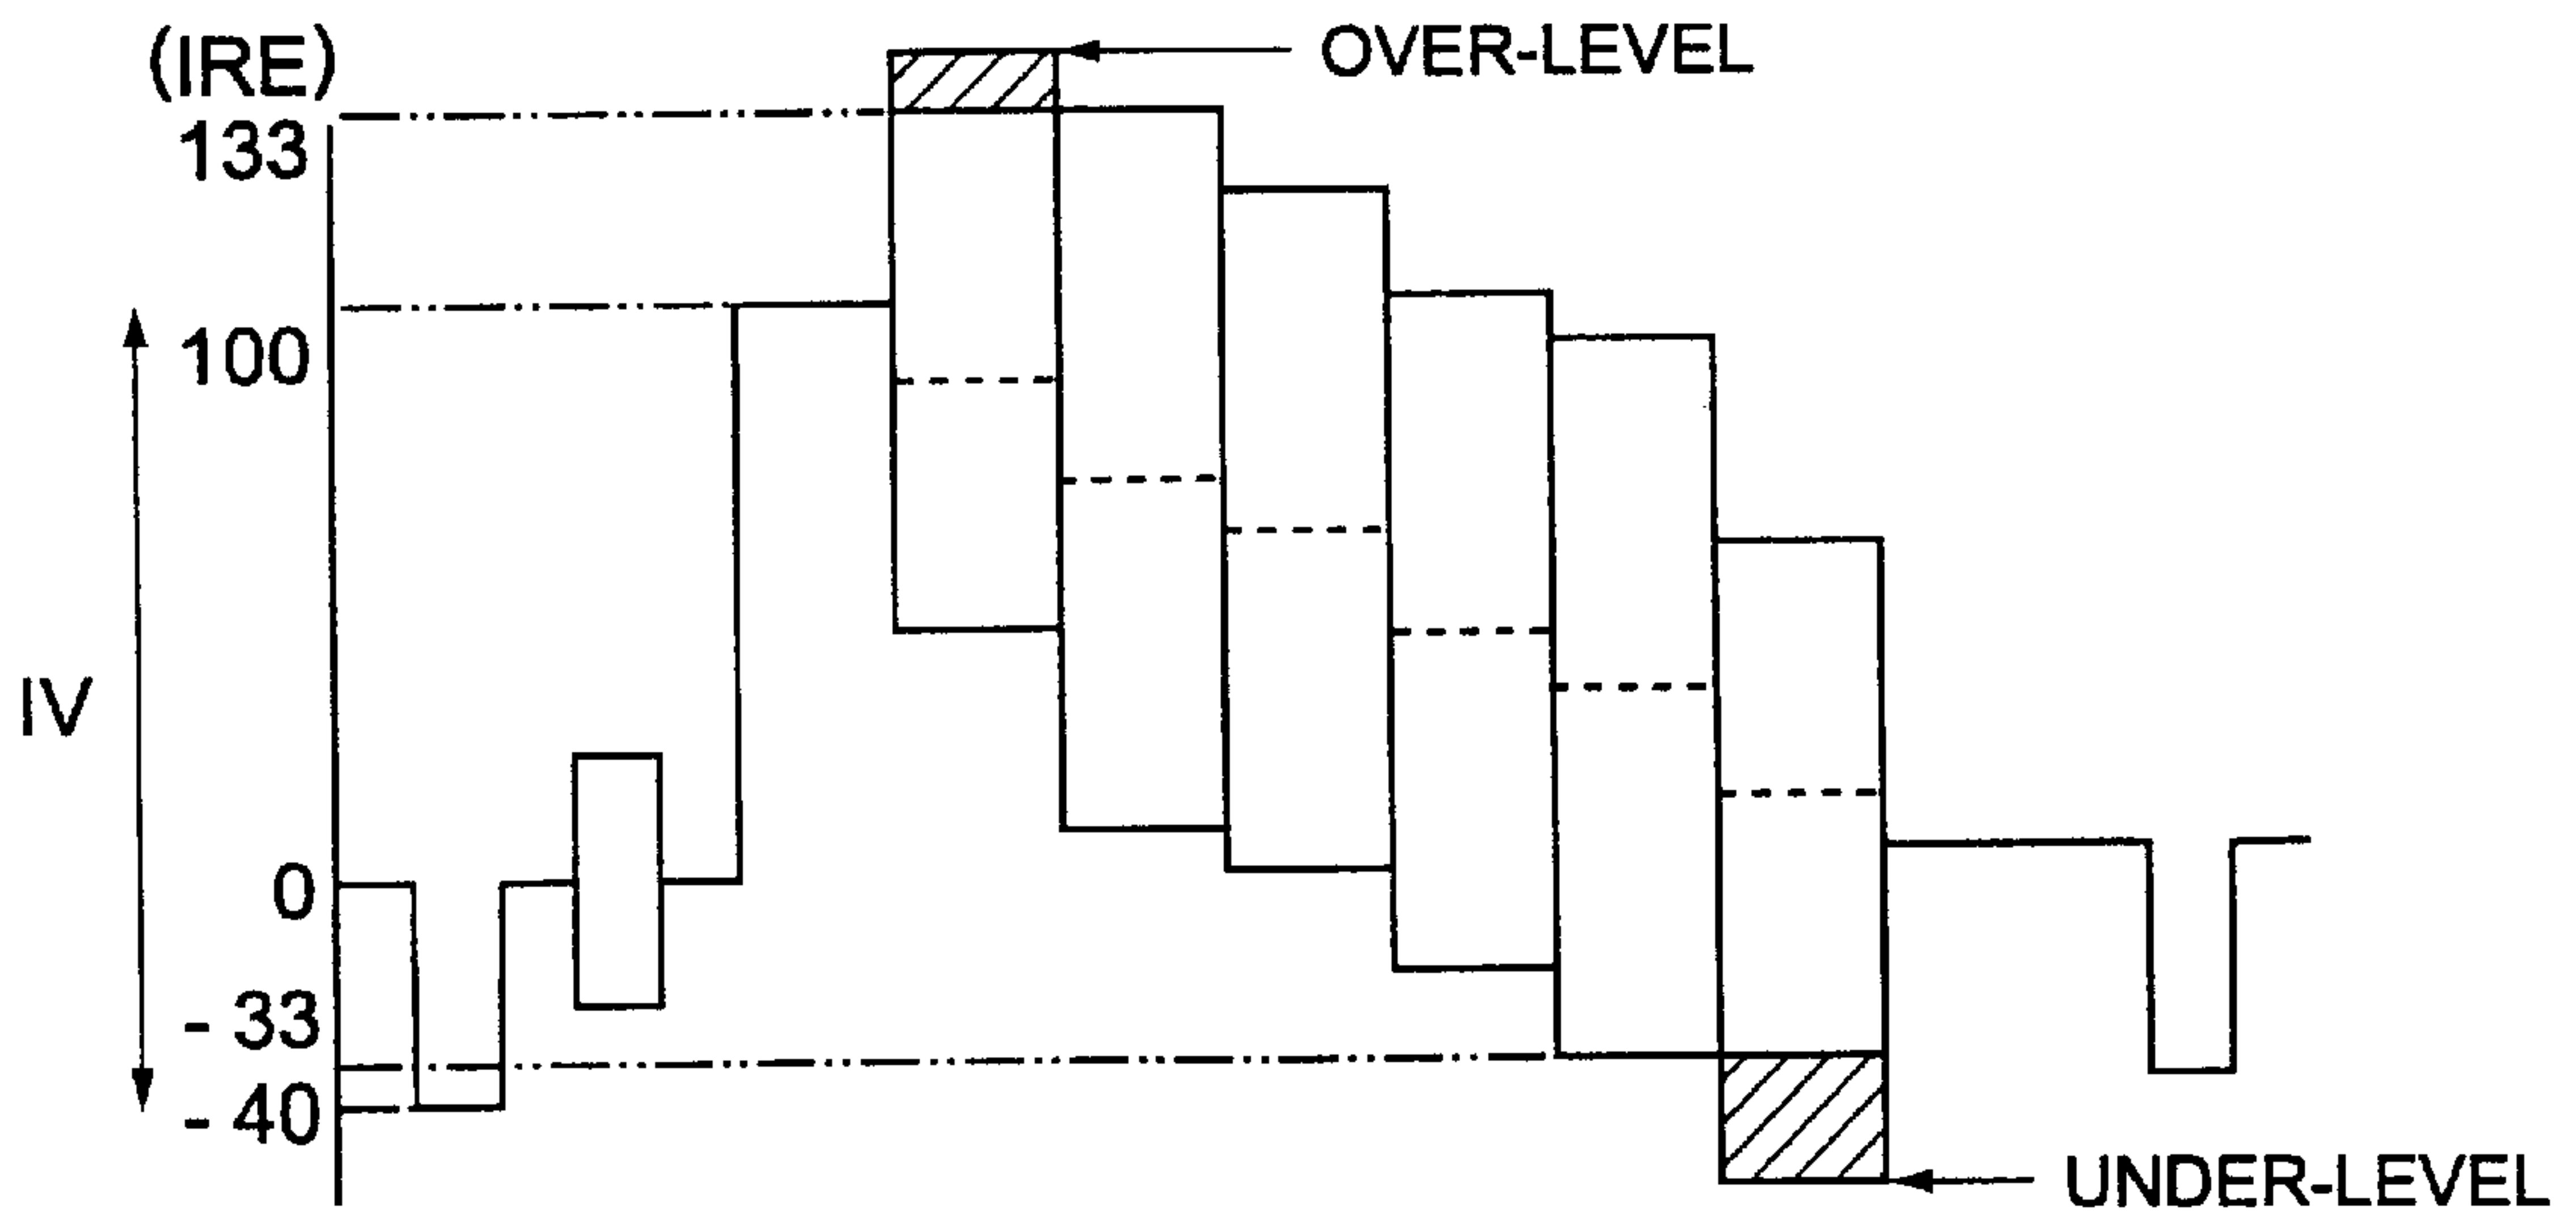 (IRE)
OVER-LEVEL
133
100
IV
0
- 33
- 40
UNDER-LEVEL